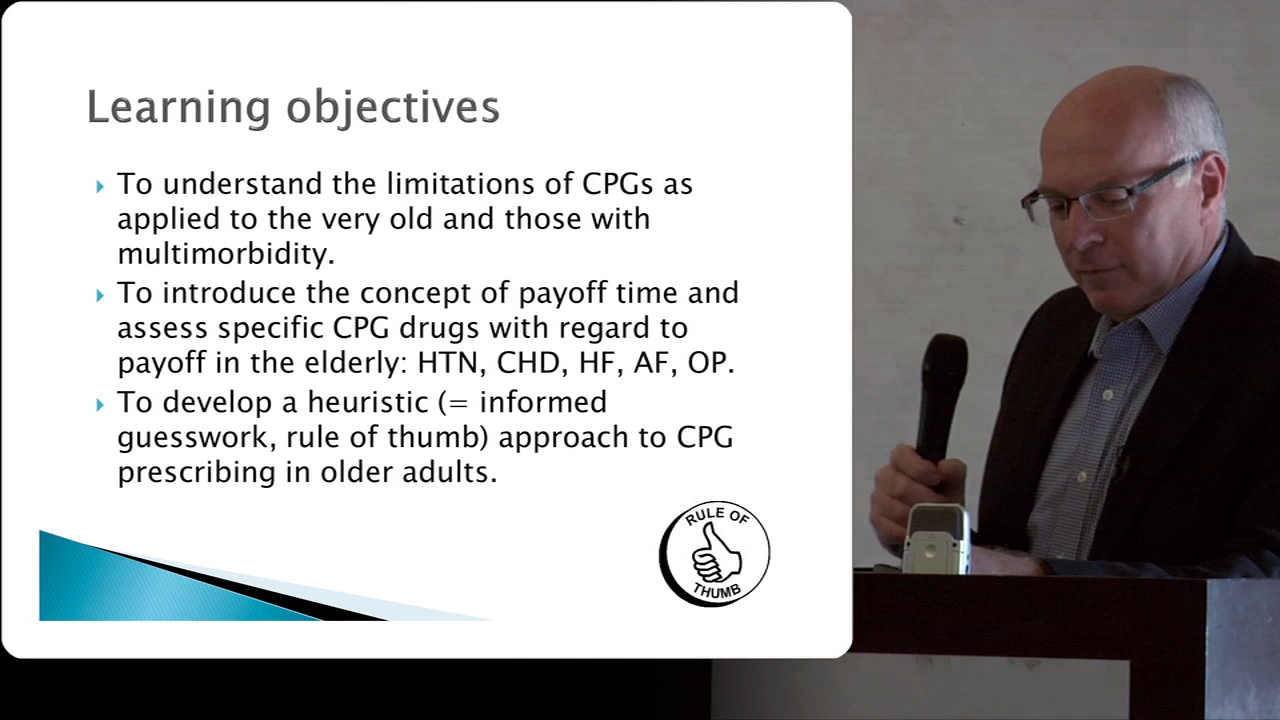 Learning objectives
To understand the limitations of CPGs as
applied to the very old and those with
multimorbidity.
To introduce the concept of payoff time and
assess specific CPG drugs with regard to
payoff in the elderly: HTN, CHD, HF, AF, OP.
To develop a heuristic (= informed
guesswork, rule of thumb) approach to CPG
prescribing in older adults.
RULE OF
THUMB